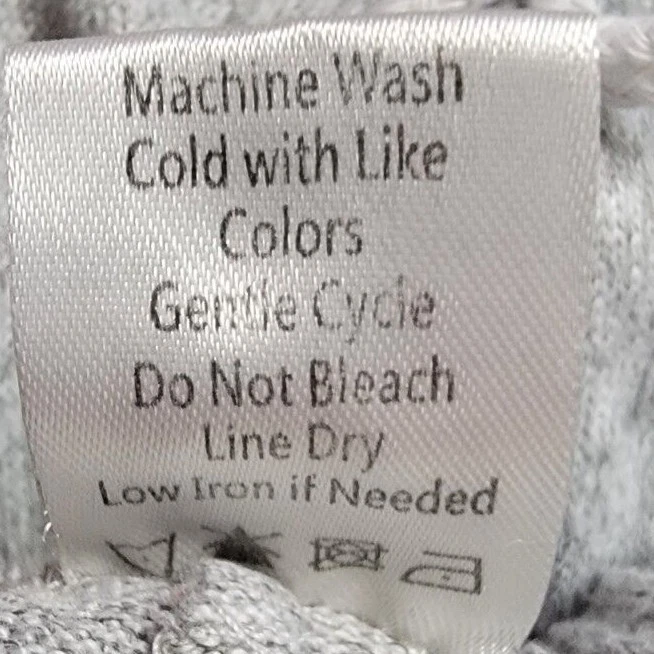 Machine Wash
Cold with Like
Colors
Gentle Cycle
Do Not Bleach
Line Dry
Low Iron if Needed